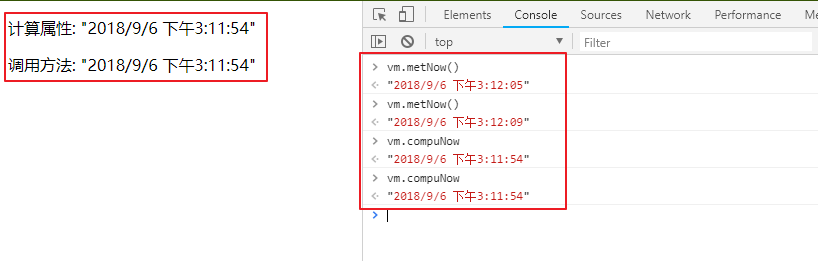 计算属性: "2018/9/6 下午3:11:54"
调用方法: "2018/9/6 下午3:11:54"
Elements Console Sources Network Performance Me
top Filter
> vm.metNow()
"2018/9/6 下午3:12:05"
> vm.metNow()
"2018/9/6 下午3:12:09"
> vm.compuNow
"2018/9/6 下午3:11:54"
> vm.compuNow
"2018/9/6 下午3:11:54"
>